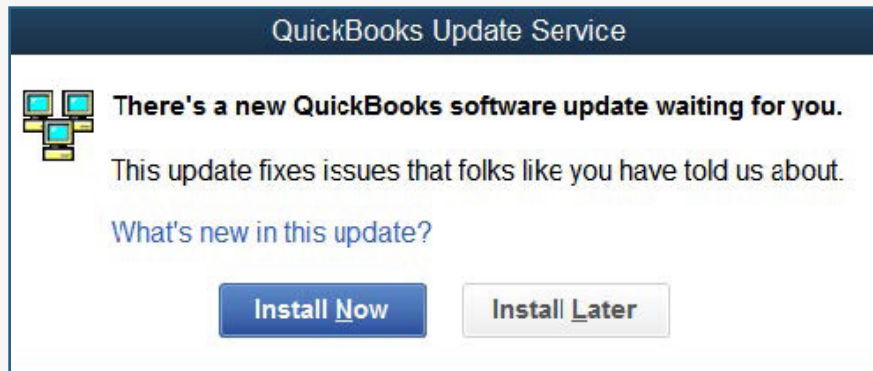 QuickBooks Update Service
There's a new QuickBooks software update waiting for you.
This update fixes issues that folks like you have told us about.
What's new in this update?
Install Now Install Later